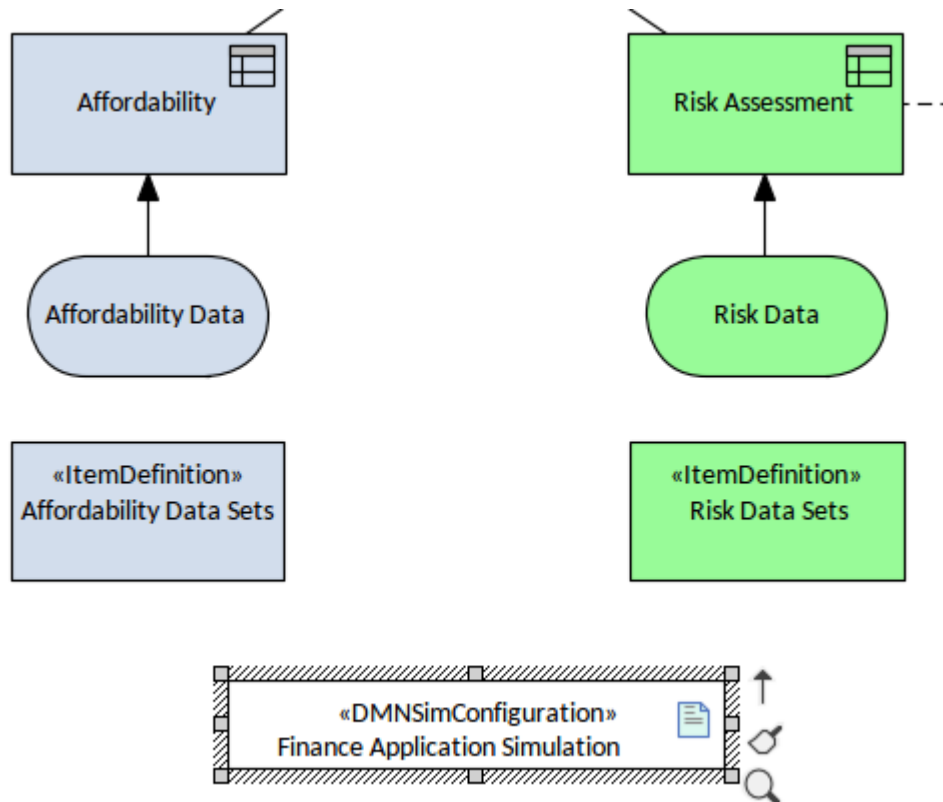 Affordability
Risk Assessment
Affordability Data
Risk Data
«ItemDefinition»
Affordability Data Sets
«ItemDefinition»
Risk Data Sets
«DMNSimConfiguration»
Finance Application Simulation